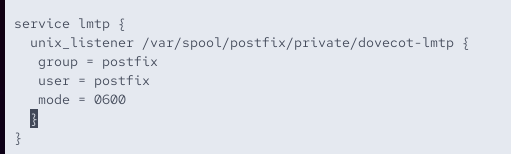 service lmtp {
  unix_listener /var/spool/postfix/private/dovecot-lmtp {
   group = postfix
   user = postfix
   mode = 0600
  }
}